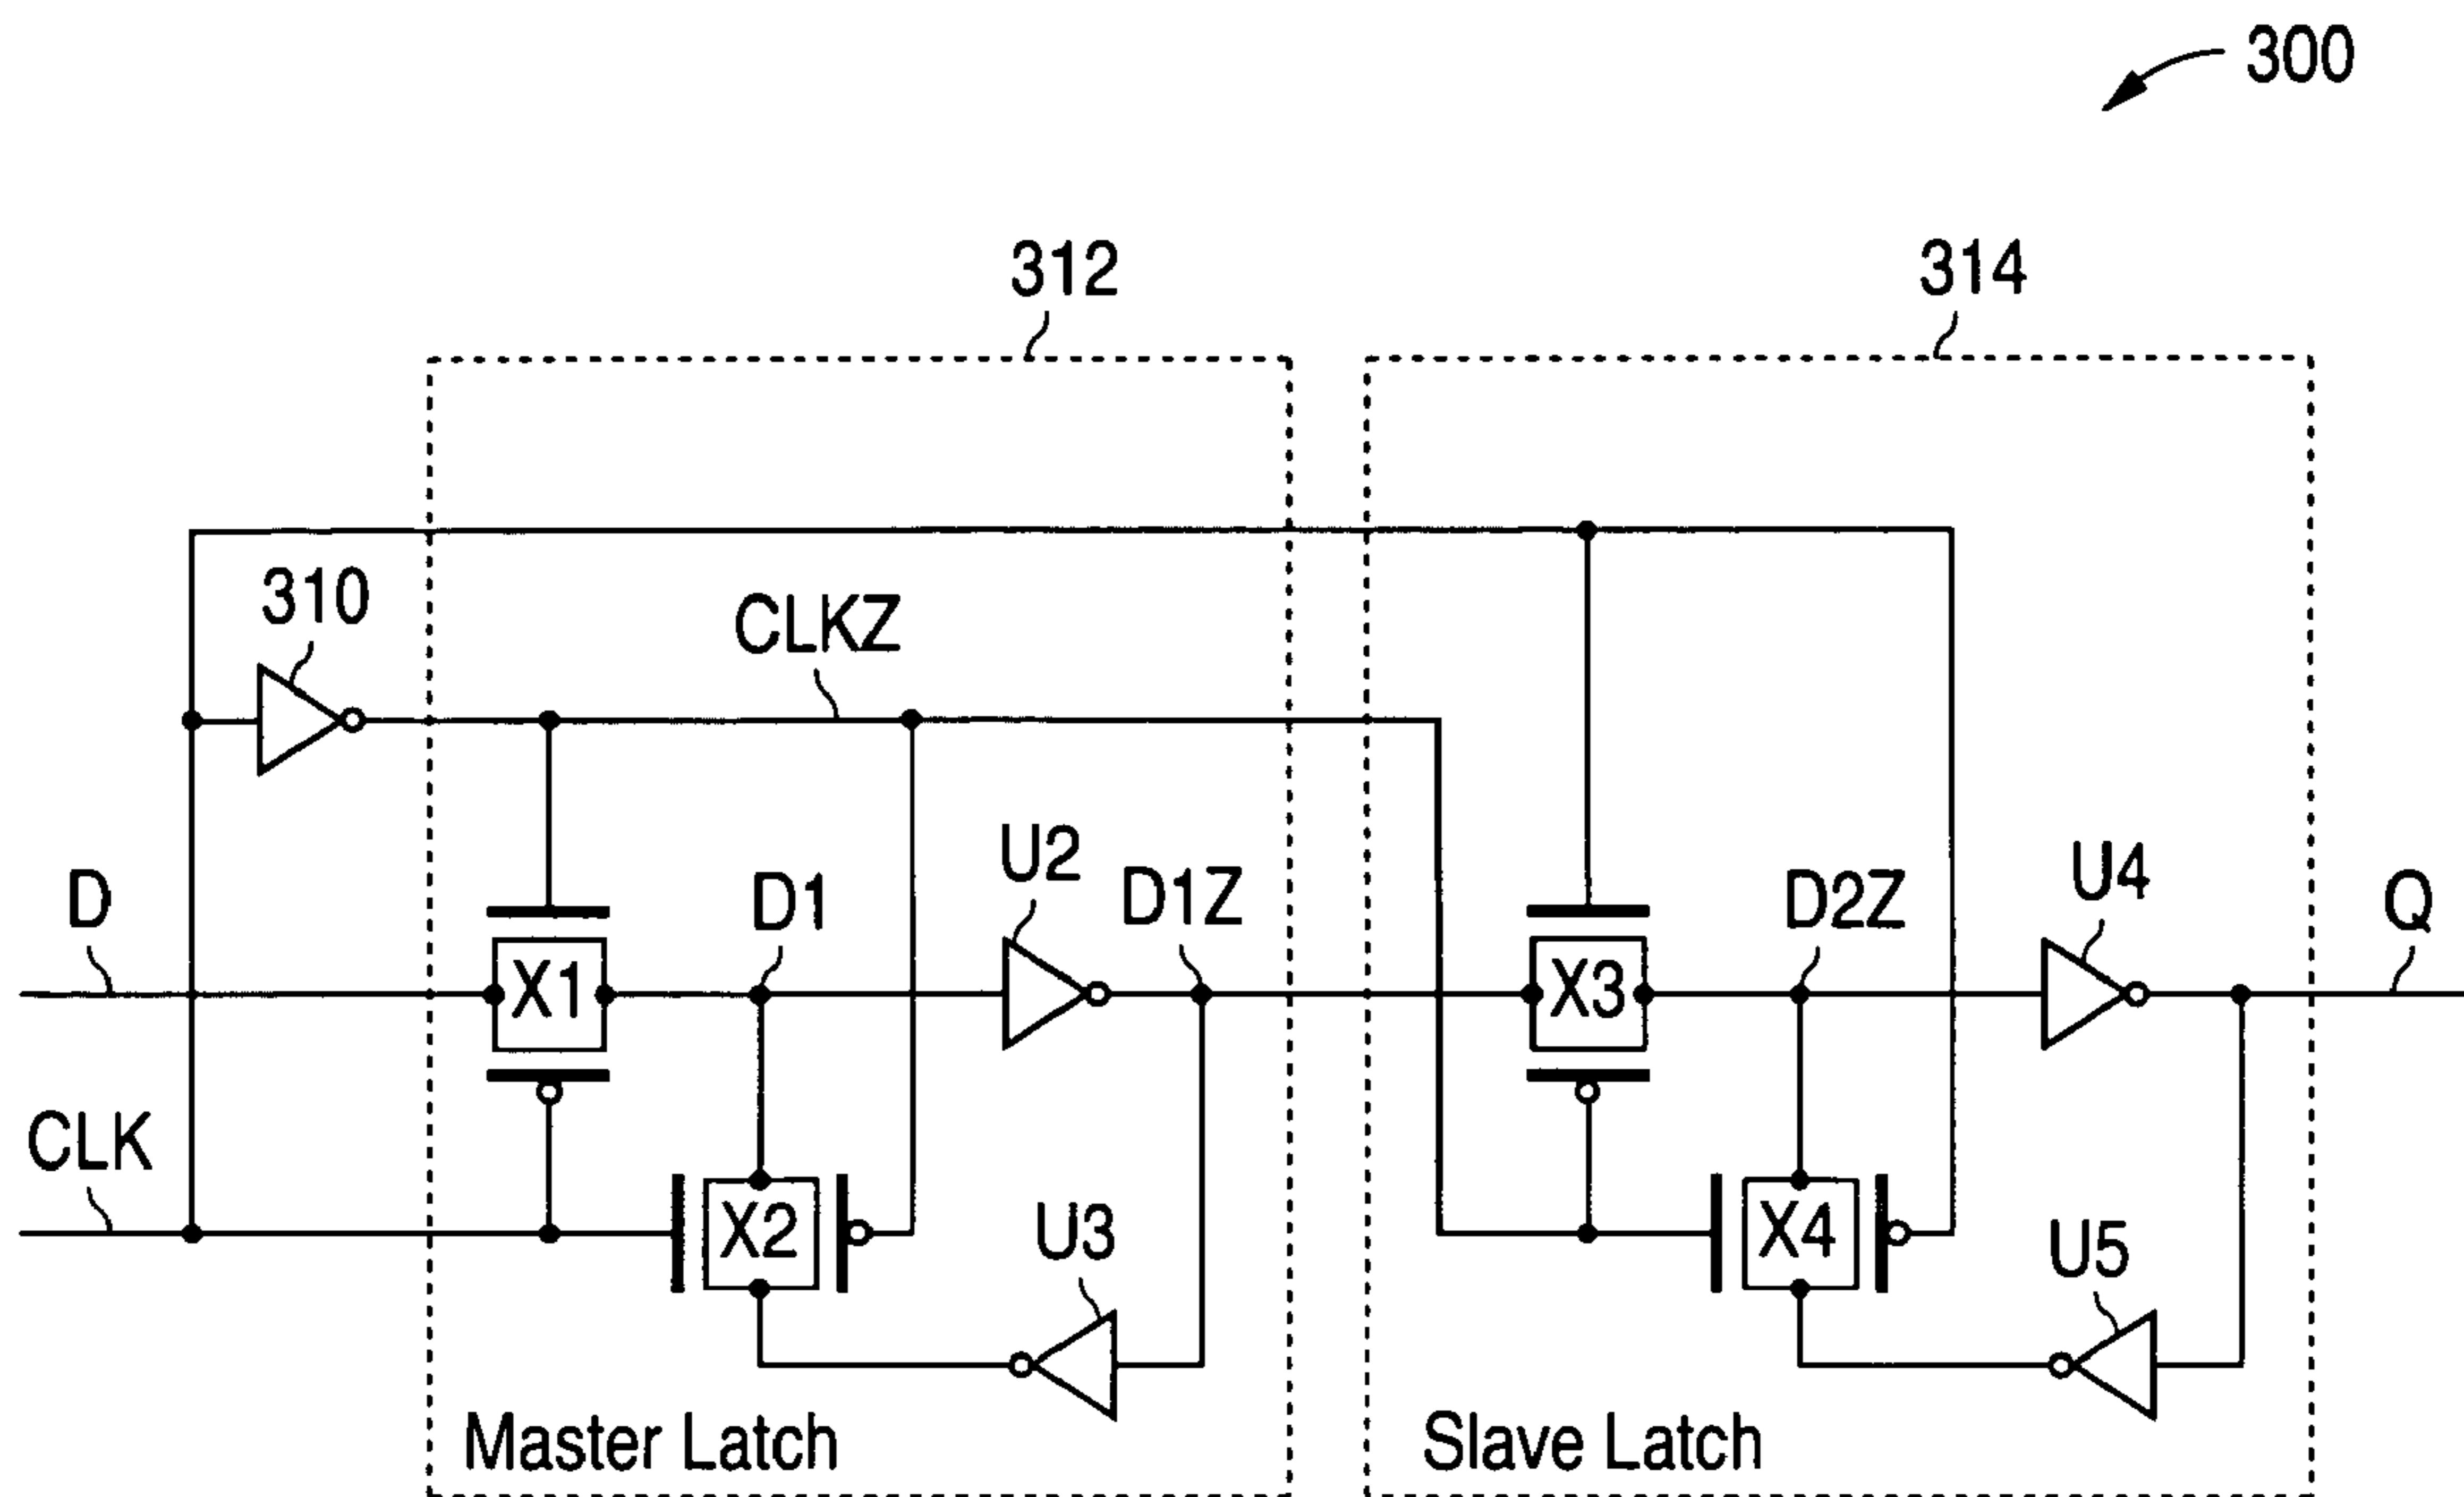 300
312
314
310
CLKZ
D
X1
D1
U2
D1Z
X3
D2Z
U4
Q
CLK
X2
U3
X4
U5
Master Latch
Slave Latch